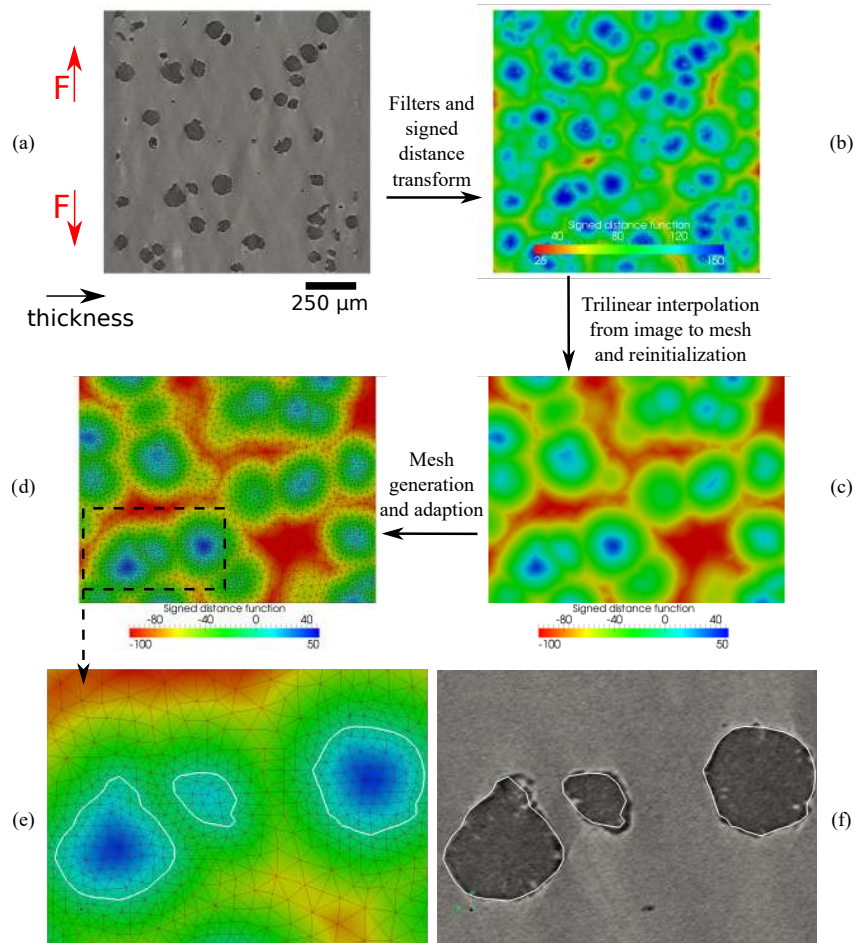 F
(a)
F
250 µm
thickness
Filters and
signed
distance
transform
(b)
Signed distance function
40 80 120
25 150
Trilinear interpolation
from image to mesh
and reinitialization
(d)
Mesh
generation
and adaption
(c)
Signed distance function
-80 -40 0 40
-100 50
Signed distance function
-80 -40 0 40
-100 50
(e)
(f)